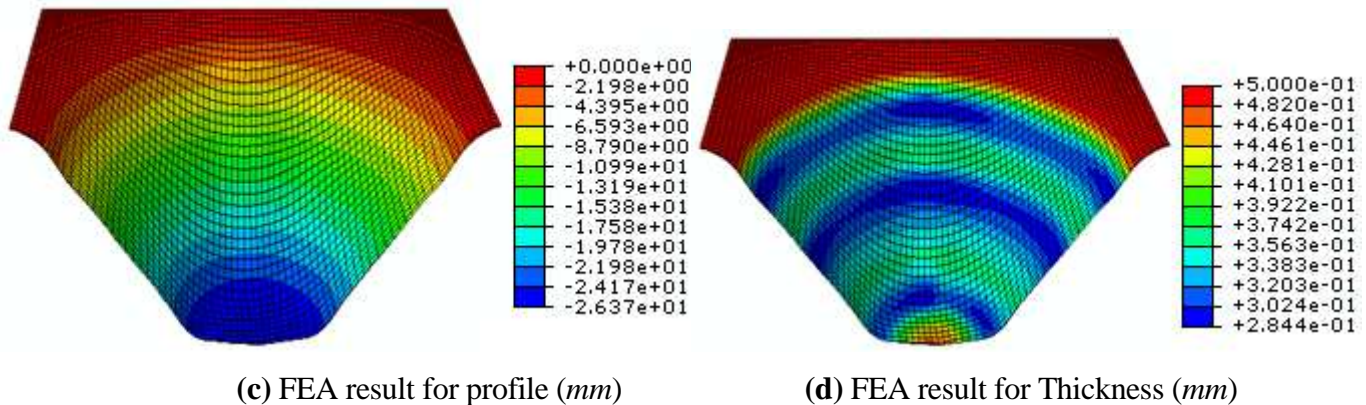 +0.000e+00
-2.198e+00
-4.395e+00
-6.593e+00
-8.790e+00
-1.099e+01
-1.319e+01
-1.538e+01
-1.758e+01
-1.978e+01
-2.198e+01
-2.417e+01
-2.637e+01
+5.000e-01
+4.820e-01
+4.640e-01
+4.461e-01
+4.281e-01
+4.101e-01
+3.922e-01
+3.742e-01
+3.563e-01
+3.383e-01
+3.203e-01
+3.024e-01
+2.844e-01
(c) FEA result for profile (mm)
(d) FEA result for Thickness (mm)